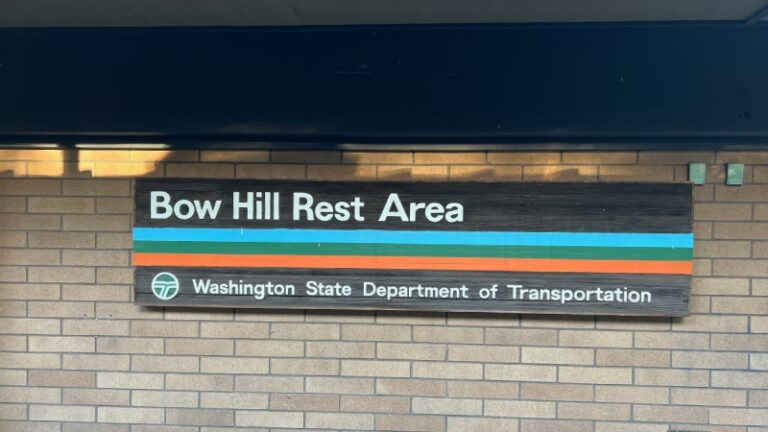 Bow Hill Rest Area
Washington State Department of Transportation